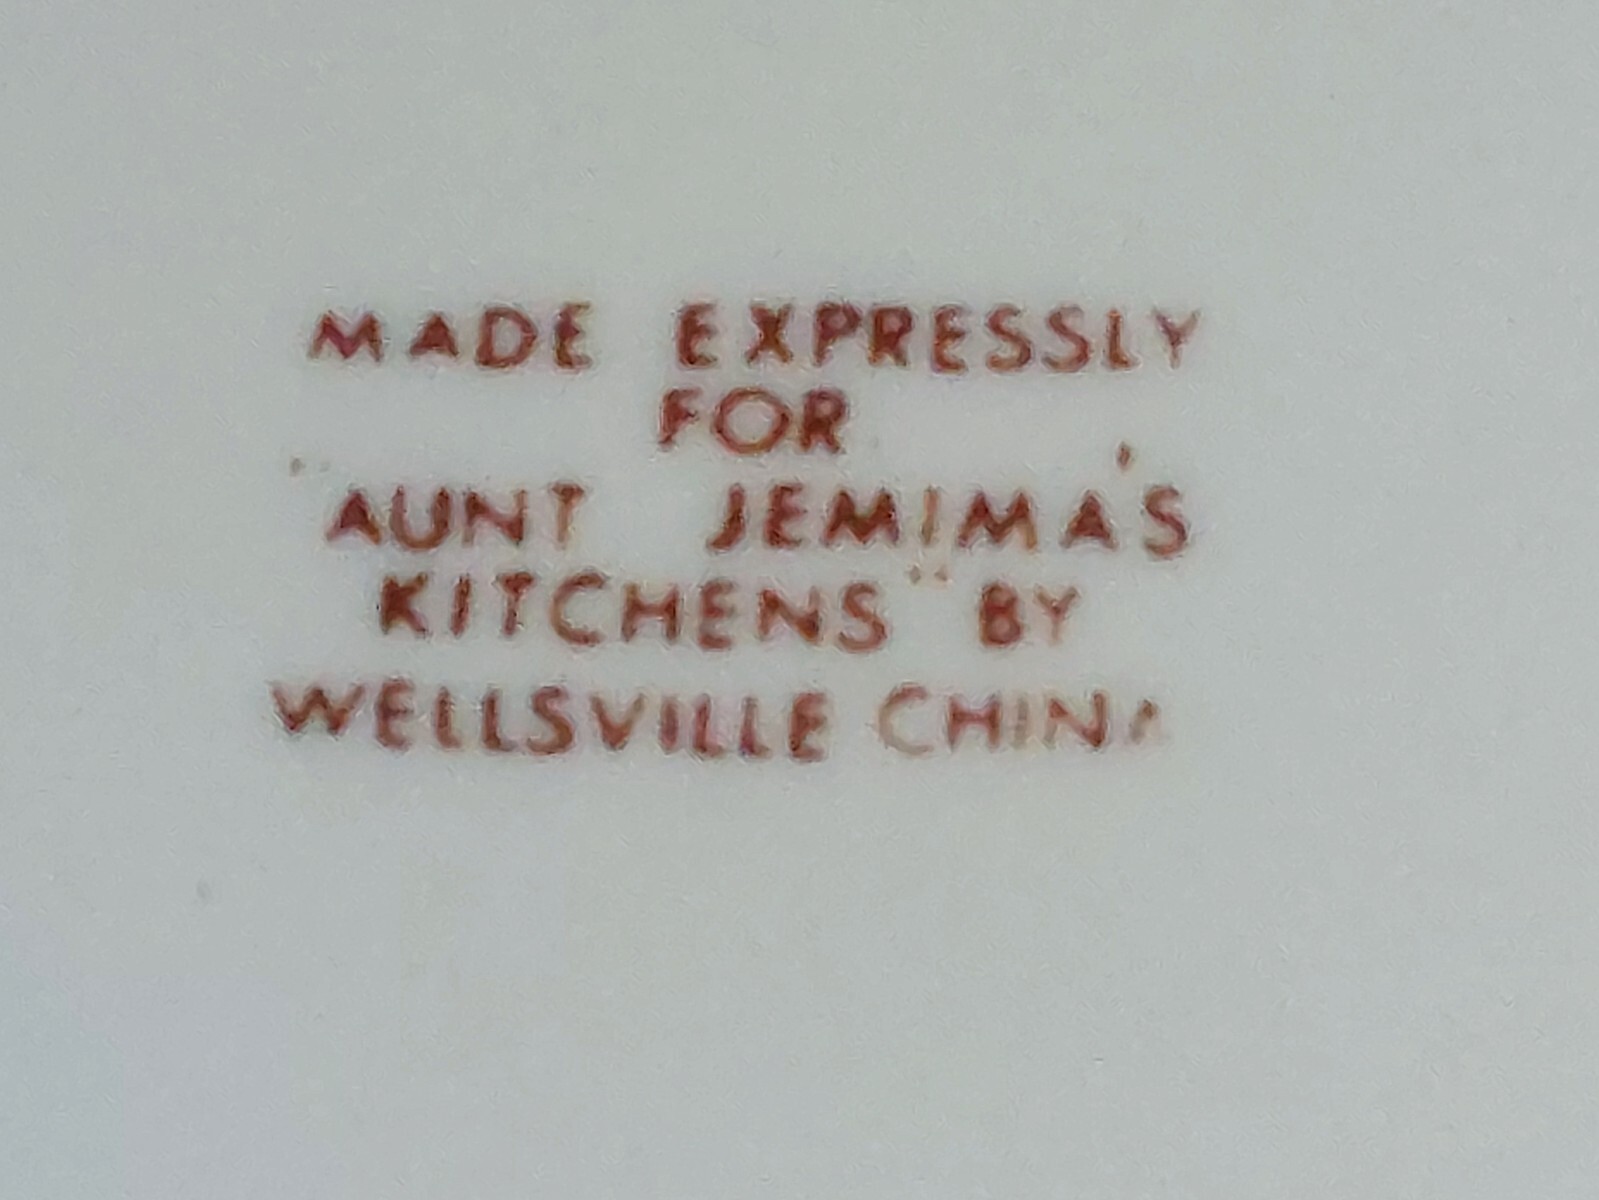 MADE EXPRESSLY
FOR
"AUNT JEMIMA'S
KITCHENS" BY
WELLSVILLE CHINA